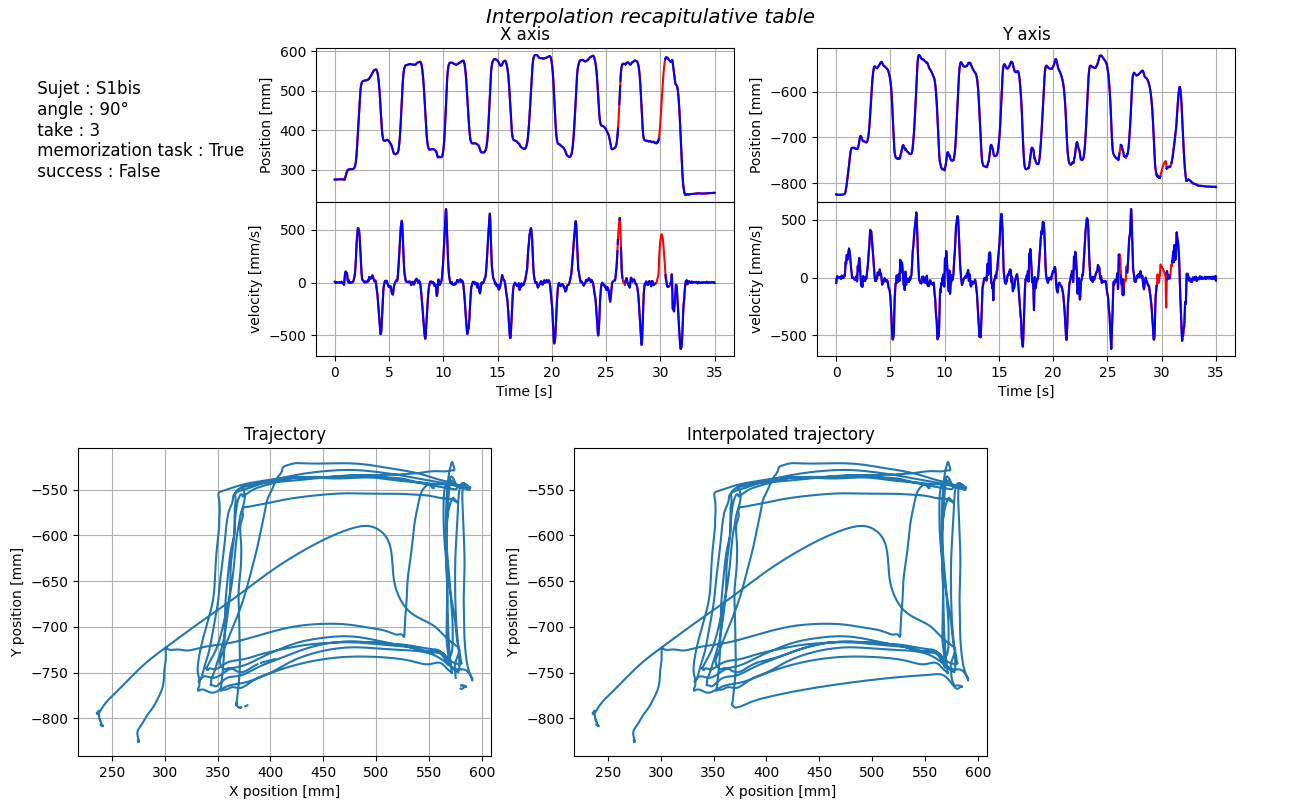 Interpolation recapitulative table
X axis
Y axis
Sujet : S1bis
angle : 90°
take : 3
memorization task : True
success : False
Position [mm]
600
500
400
300
velocity [mm/s]
500
0
−500
0 5 10 15 20 25 30 35
Time [s]
Position [mm]
−600
−700
−800
velocity [mm/s]
500
0
−500
0 5 10 15 20 25 30 35
Time [s]
Trajectory
Y position [mm]
−550
−600
−650
−700
−750
−800
250 300 350 400 450 500 550 600
X position [mm]
Interpolated trajectory
Y position [mm]
−550
−600
−650
−700
−750
−800
250 300 350 400 450 500 550 600
X position [mm]